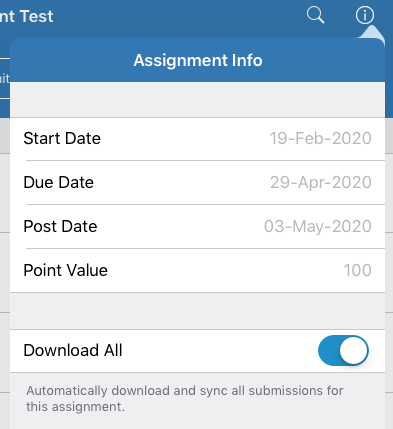 nt Test
Assignment Info
nit
Start Date 19-Feb-2020
Due Date 29-Apr-2020
Post Date 03-May-2020
Point Value 100
Download All
Automatically download and sync all submissions for
this assignment.